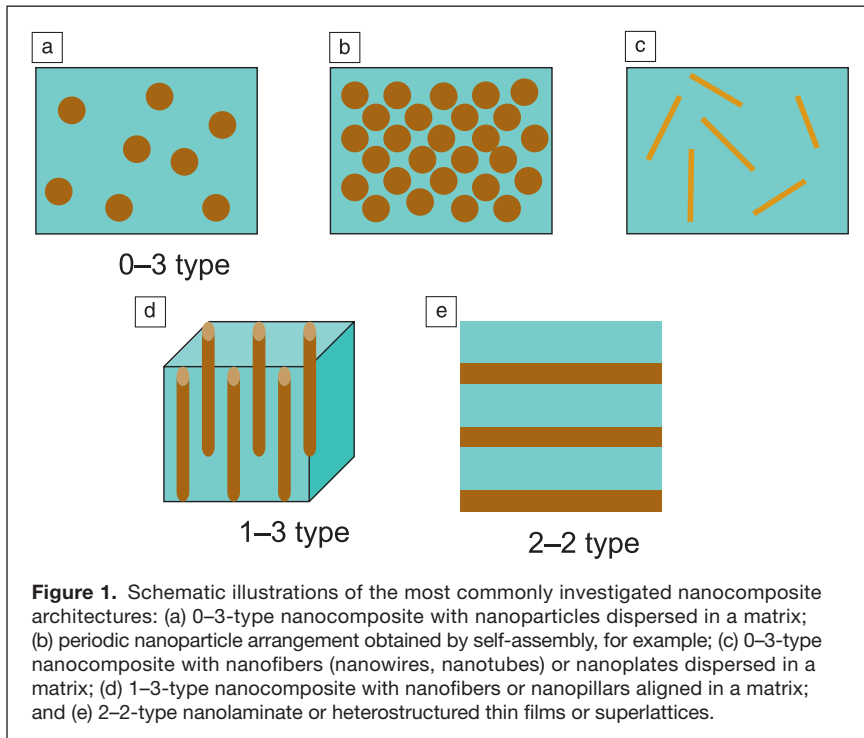 a
b
c
0–3 type
d
e
1–3 type
2–2 type
Figure 1. Schematic illustrations of the most commonly investigated nanocomposite
architectures: (a) 0–3-type nanocomposite with nanoparticles dispersed in a matrix;
(b) periodic nanoparticle arrangement obtained by self-assembly, for example; (c) 0–3-type
nanocomposite with nanofibers (nanowires, nanotubes) or nanoplates dispersed in a
matrix; (d) 1–3-type nanocomposite with nanofibers or nanopillars aligned in a matrix;
and (e) 2–2-type nanolaminate or heterostructured thin films or superlattices.